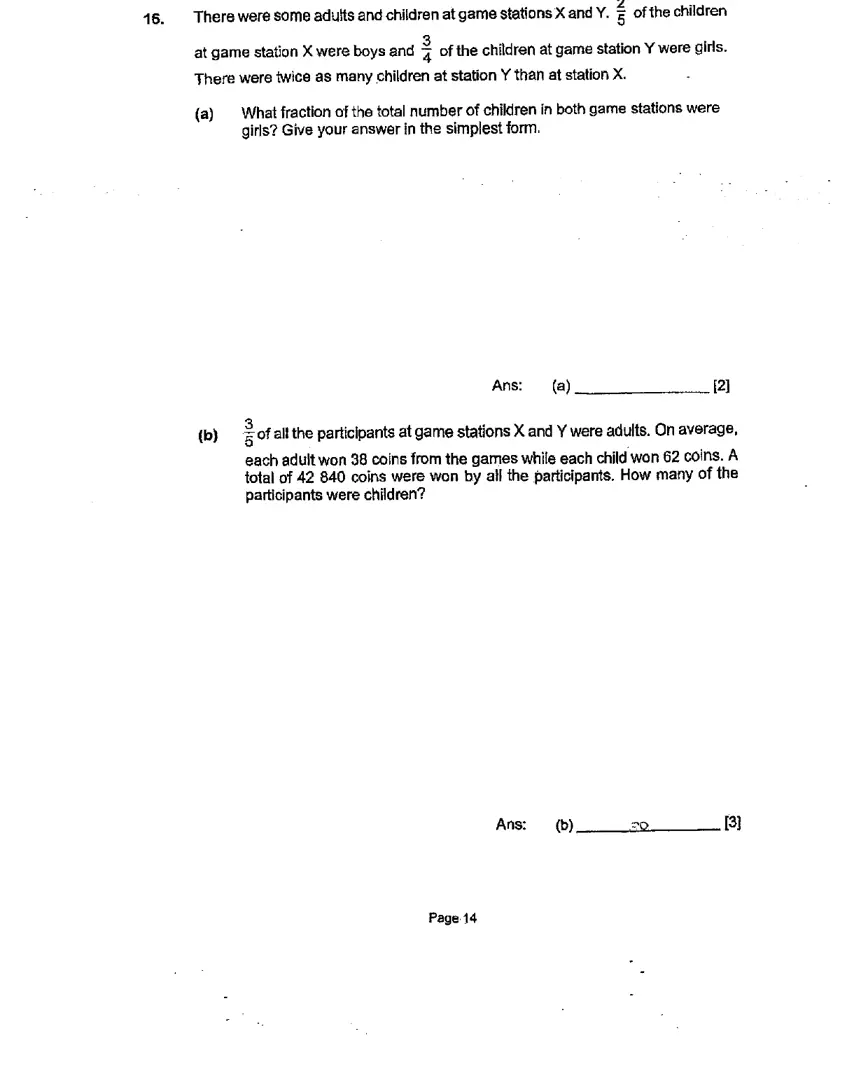 16. There were some adults and children at game stations X and Y. 2/5 of the children
at game station X were boys and 3/4 of the children at game station Y were girls.
There were twice as many children at station Y than at station X.
(a) What fraction of the total number of children in both game stations were
girls? Give your answer in the simplest form.
Ans: (a) ____________ [2]
(b) 3/5 of all the participants at game stations X and Y were adults. On average,
each adult won 38 coins from the games while each child won 62 coins. A
total of 42 840 coins were won by all the participants. How many of the
participants were children?
Ans: (b) ____________ [3]
Page 14